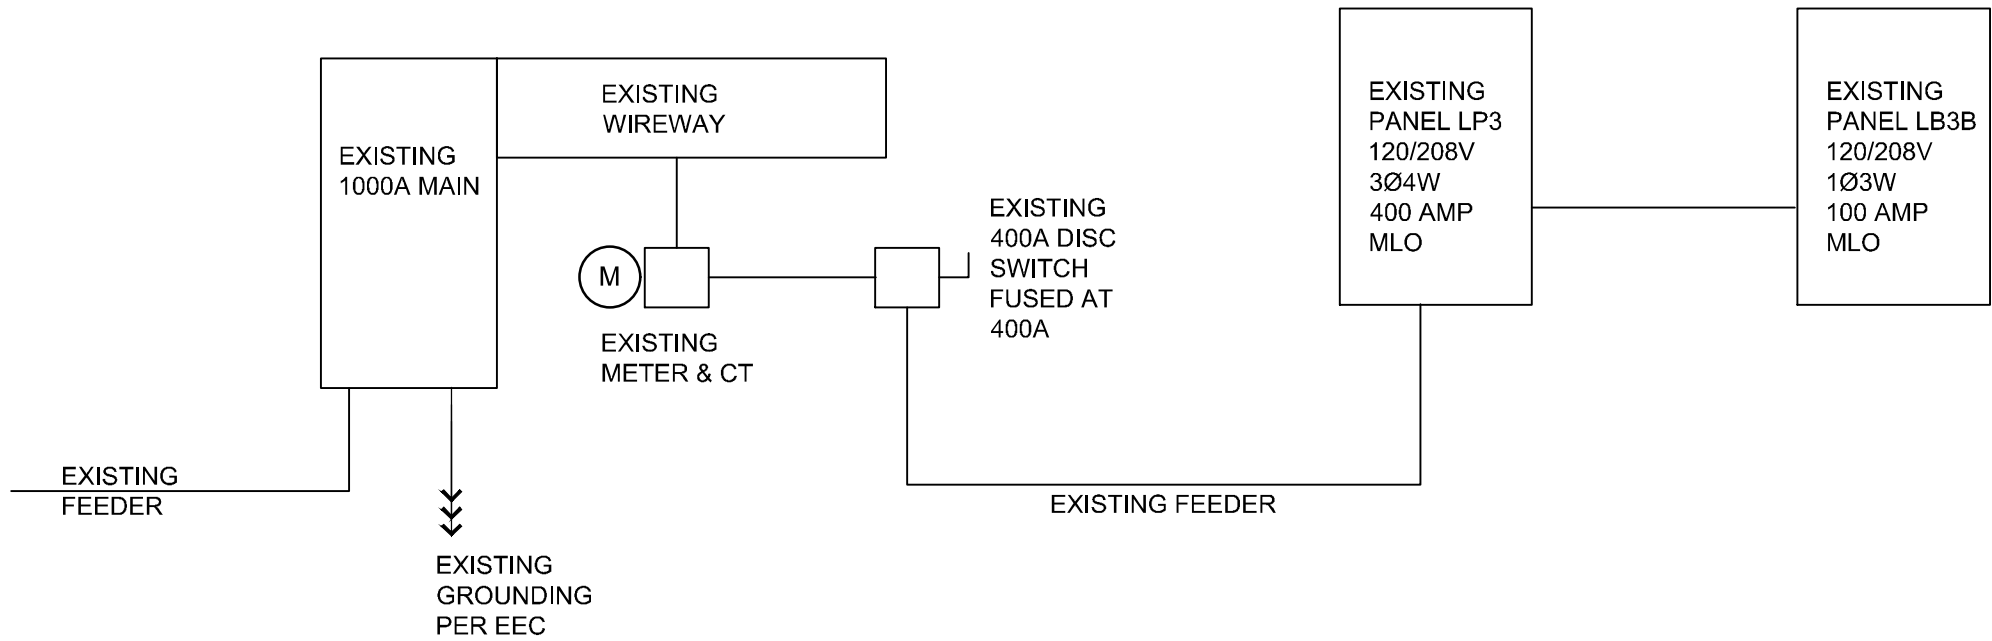 EXISTING
1000A MAIN
EXISTING
WIREWAY
M
EXISTING
METER & CT
EXISTING
400A DISC
SWITCH
FUSED AT
400A
EXISTING
PANEL LP3
120/208V
3Ø4W
400 AMP
MLO
EXISTING
PANEL LB3B
120/208V
1Ø3W
100 AMP
MLO
EXISTING
FEEDER
EXISTING
GROUNDING
PER EEC
EXISTING FEEDER